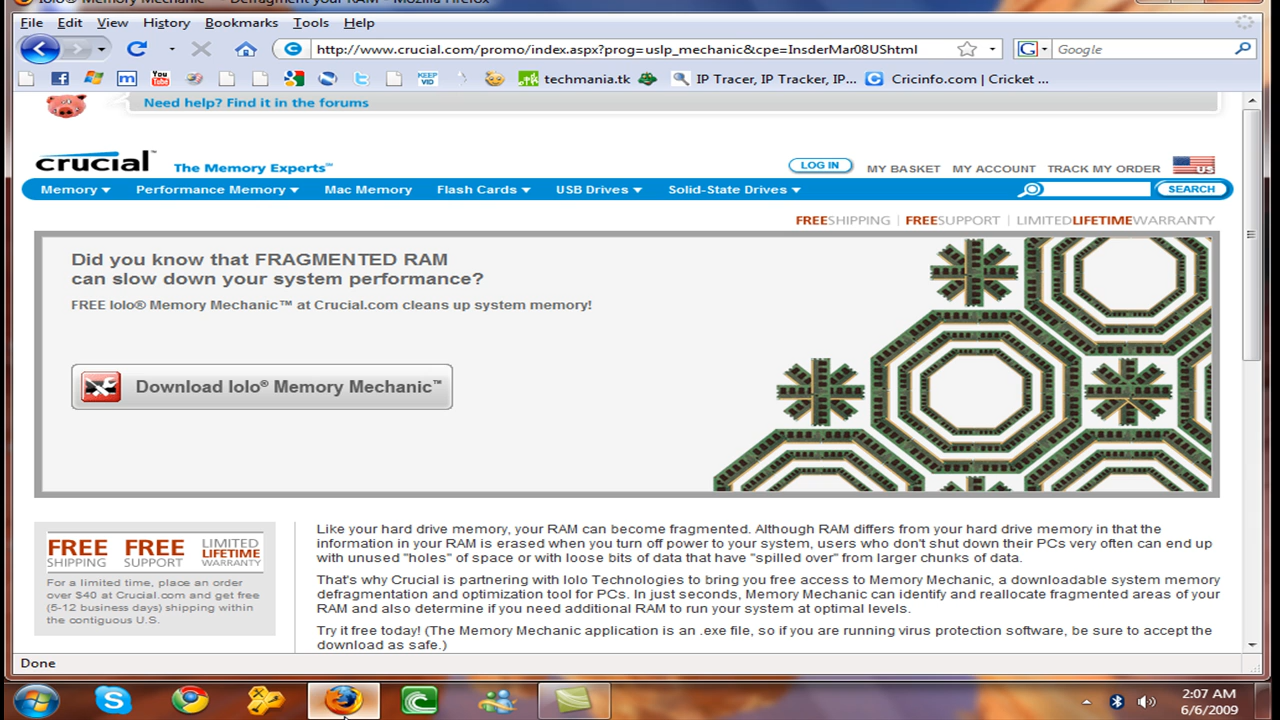 Iolo® Memory Mechanic™ - Defragment your RAM - Mozilla Firefox
File Edit View History Bookmarks Tools Help
http://www.crucial.com/promo/index.aspx?prog=uslp_mechanic&cpe=InsderMar08UShtml
Google
You Tube KEEP VID techmania.tk IP Tracer, IP Tracker, IP... Cricinfo.com | Cricket ...
Need help? Find it in the forums
crucial™ The Memory Experts™
LOG IN MY BASKET MY ACCOUNT TRACK MY ORDER US
Memory Performance Memory Mac Memory Flash Cards USB Drives Solid-State Drives SEARCH
FREESHIPPING | FREESUPPORT | LIMITEDLIFETIMEWARRANTY
Did you know that FRAGMENTED RAM
can slow down your system performance?
FREE Iolo® Memory Mechanic™ at Crucial.com cleans up system memory!
Download Iolo® Memory Mechanic™
FREE SHIPPING FREE SUPPORT LIMITED LIFETIME WARRANTY
For a limited time, place an order
over $40 at Crucial.com and get free
(5-12 business days) shipping within
the contiguous U.S.
Like your hard drive memory, your RAM can become fragmented. Although RAM differs from your hard drive memory in that the
information in your RAM is erased when you turn off power to your system, users who don't shut down their PCs very often can end up
with unused "holes" of space or with loose bits of data that have "spilled over" from larger chunks of data.
That's why Crucial is partnering with Iolo Technologies to bring you free access to Memory Mechanic, a downloadable system memory
defragmentation and optimization tool for PCs. In just seconds, Memory Mechanic can identify and reallocate fragmented areas of your
RAM and also determine if you need additional RAM to run your system at optimal levels.
Try it free today! (The Memory Mechanic application is an .exe file, so if you are running virus protection software, be sure to accept the
download as safe.)
Done
2:07 AM
6/6/2009